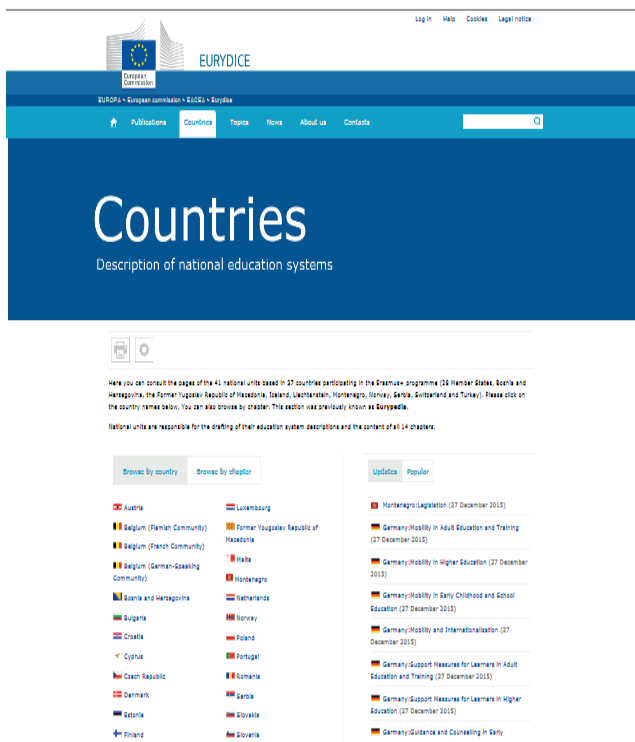 Log in Help Cookies Legal notice
EURYDICE
European
Commission
EUROPA > European commission > EACEA > Eurydice
Publications Countries Topics News About us Contacts
Countries
Description of national education systems
Here you can consult the pages of the 41 national units based in 37 countries participating in the Erasmus+ programme (28 Member States, Bosnia and
Herzegovina, the Former Yugoslav Republic of Macedonia, Iceland, Liechtenstein, Montenegro, Norway, Serbia, Switzerland and Turkey). Please click on
the country names below. You can also browse by chapter. This section was previously known as Eurypedia.
National units are responsible for the drafting of their education system descriptions and the content of all 14 chapters.
Browse by country Browse by chapter
Austria
Belgium (Flemish Community)
Belgium (French Community)
Belgium (German-Speaking
Community)
Bosnia and Herzegovina
Bulgaria
Croatia
Cyprus
Czech Republic
Denmark
Estonia
Finland
Luxembourg
Former Yougoslav Republic of
Macedonia
Malta
Montenegro
Netherlands
Norway
Poland
Portugal
Romania
Serbia
Slovakia
Slovenia
Updates Popular
Montenegro:Legislation (27 December 2015)
Germany:Mobility in Adult Education and Training
(27 December 2015)
Germany:Mobility in Higher Education (27 December
2015)
Germany:Mobility in Early Childhood and School
Education (27 December 2015)
Germany:Mobility and Internationalisation (27
December 2015)
Germany:Support Measures for Learners in Adult
Education and Training (27 December 2015)
Germany:Support Measures for Learners in Higher
Education (27 December 2015)
Germany:Guidance and Counselling in Early